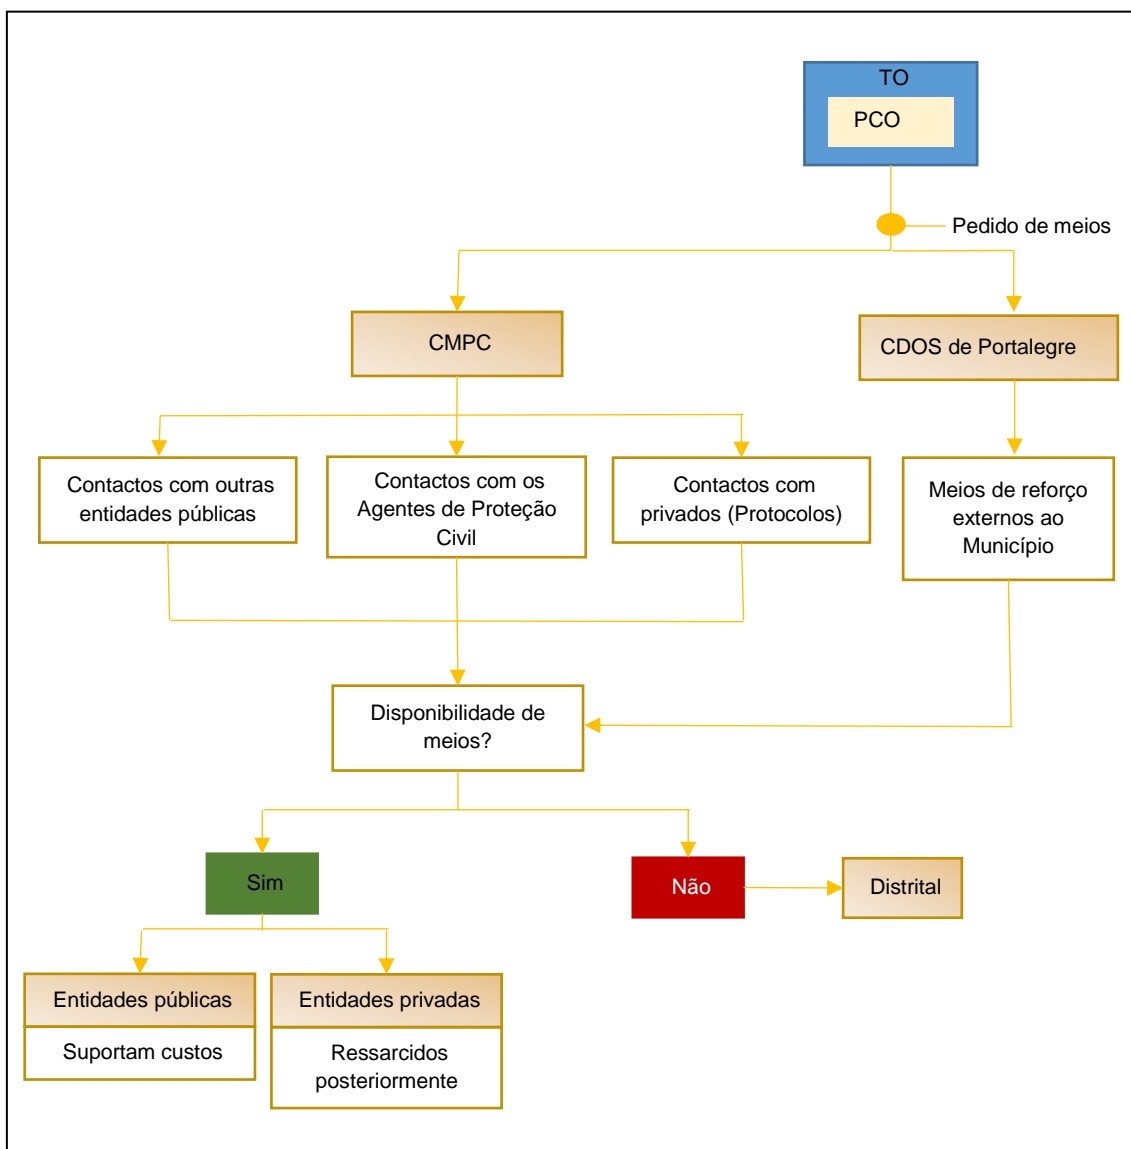 TO
PCO
Pedido de meios
CMPC
CDOS de Portalegre
Contactos com outras
entidades públicas
Contactos com os
Agentes de Proteção
Civil
Contactos com
privados (Protocolos)
Meios de reforço
externos ao
Município
Disponibilidade de
meios?
Sim
Não
Distrital
Entidades públicas
Suportam custos
Entidades privadas
Ressarcidos
posteriormente